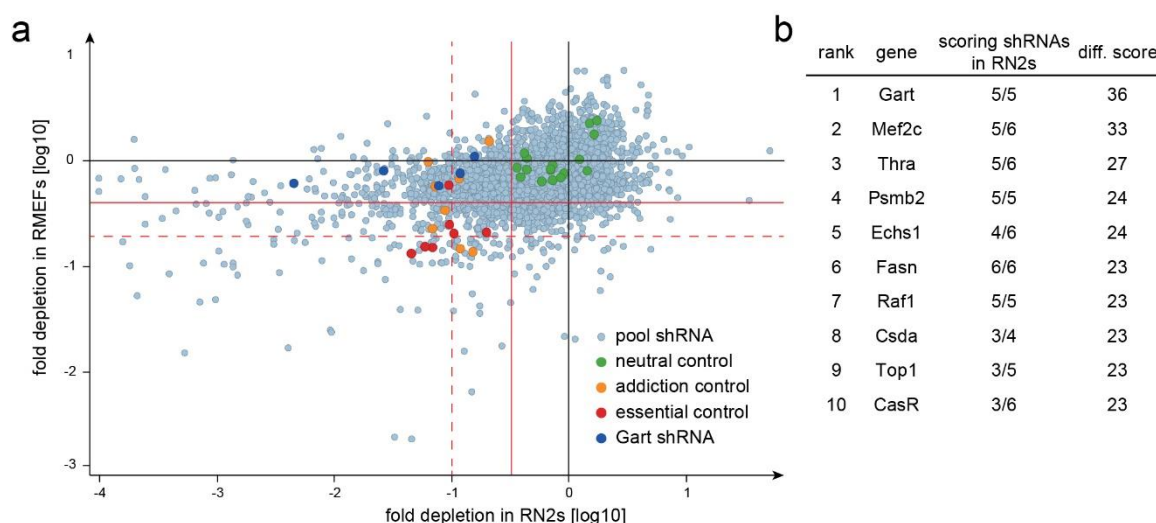 a
fold depletion in RMEFs [log10]
1
0
-1
-2
-3
-4
-3
-2
-1
0
1
fold depletion in RN2s [log10]
pool shRNA
neutral control
addiction control
essential control
Gart shRNA
b
rank gene scoring shRNAs in RN2s diff. score
1 Gart 5/5 36
2 Mef2c 5/6 33
3 Thra 5/6 27
4 Psmb2 5/5 24
5 Echs1 4/6 24
6 Fasn 6/6 23
7 Raf1 5/5 23
8 Csda 3/4 23
9 Top1 3/5 23
10 CasR 3/6 23